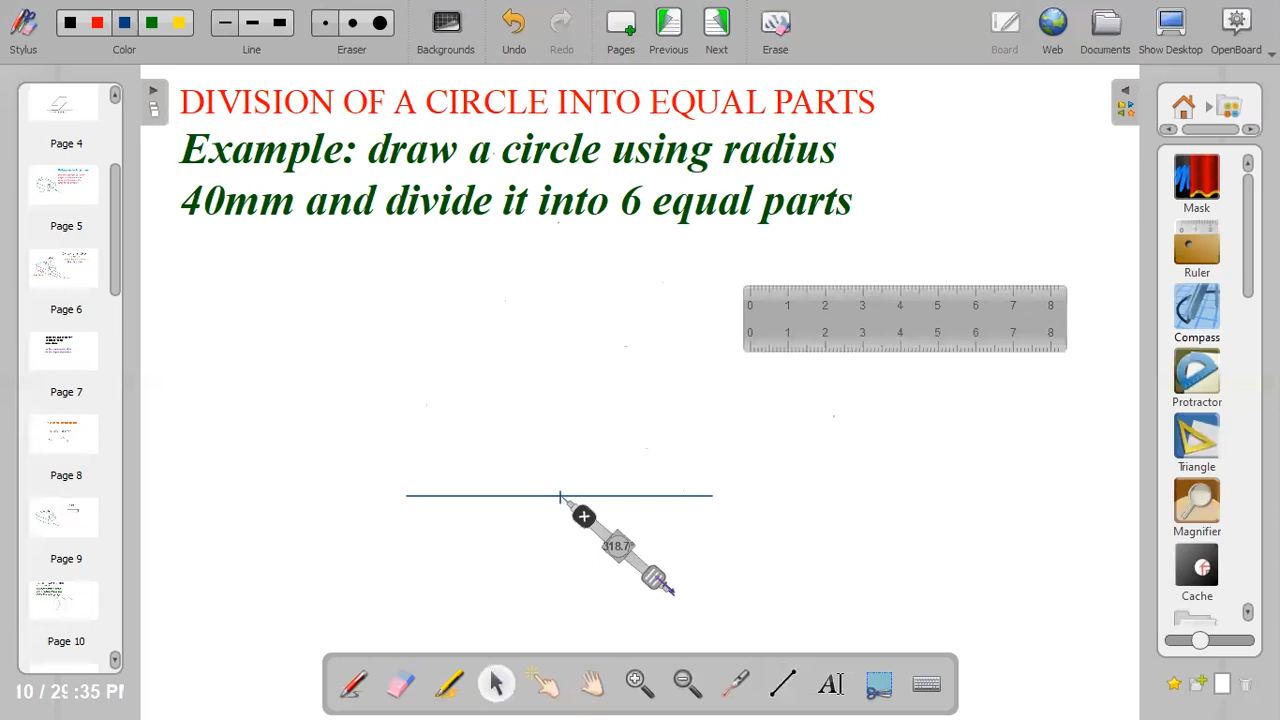 Stylus
Color
Line
Eraser
Backgrounds
Undo
Redo
Pages
Previous
Next
Erase
Board
Web
Documents
Show Desktop
OpenBoard
DIVISION OF A CIRCLE INTO EQUAL PARTS
Example: draw a circle using radius
40mm and divide it into 6 equal parts
Page 4
Page 5
Page 6
Page 7
Page 8
Page 9
Page 10
0 1 2 3 4 5 6 7 8
0 1 2 3 4 5 6 7 8
318.7°
Mask
Ruler
Compass
Protractor
Triangle
Magnifier
Cache